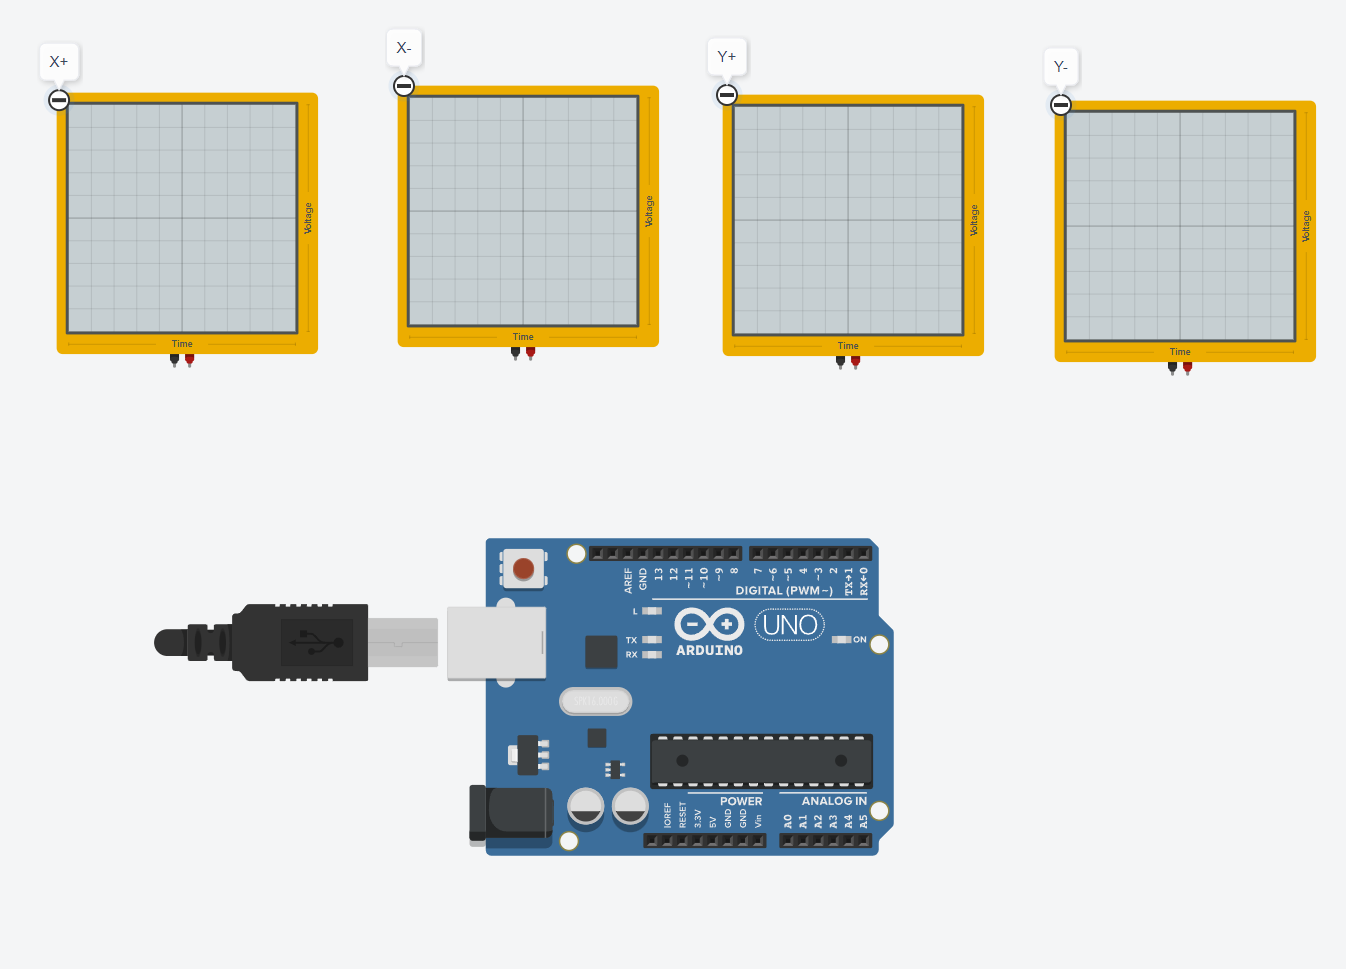 X+
X-
Y+
Y-
Voltage
Voltage
Voltage
Voltage
Time
Time
Time
Time
AREF
GND
13
12
~11
~10
~9
8
7
~6
~5
4
~3
2
TX→1
RX←0
DIGITAL (PWM~)
L
TX
RX
ARDUINO
UNO
ON
POWER
ANALOG IN
IOREF
RESET
3.3V
5V
GND
GND
Vin
A0
A1
A2
A3
A4
A5